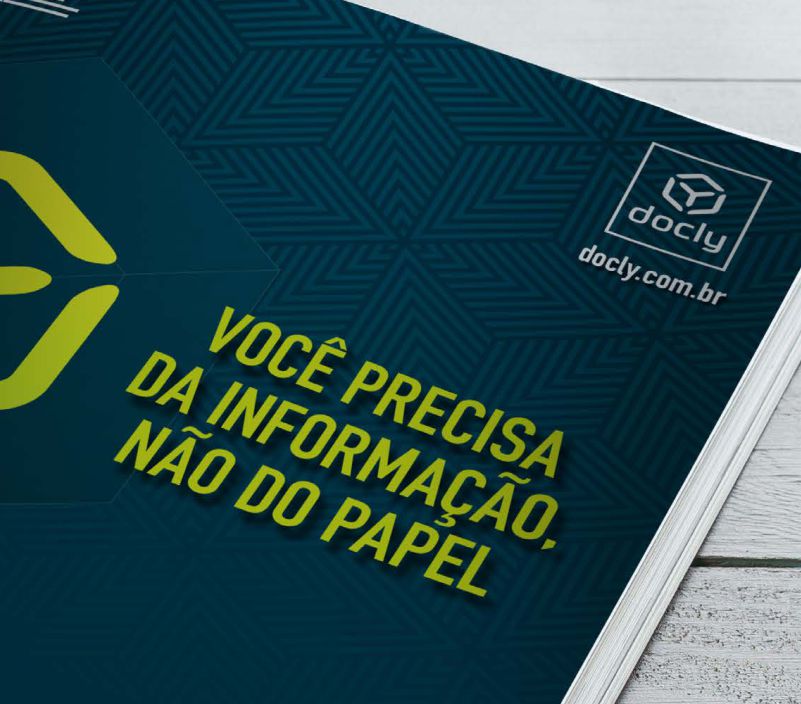 docly
docly.com.br
VOCÊ PRECISA
DA INFORMAÇÃO,
NÃO DO PAPEL